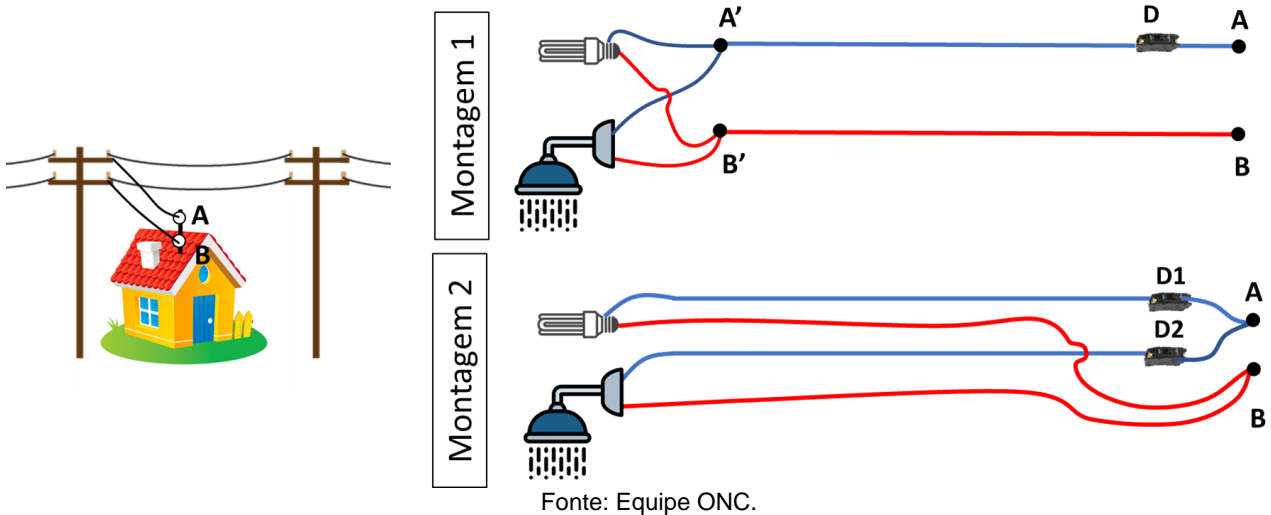 A
B
Montagem 1
A’
D
A
B’
B
Montagem 2
D1
A
D2
B
Fonte: Equipe ONC.